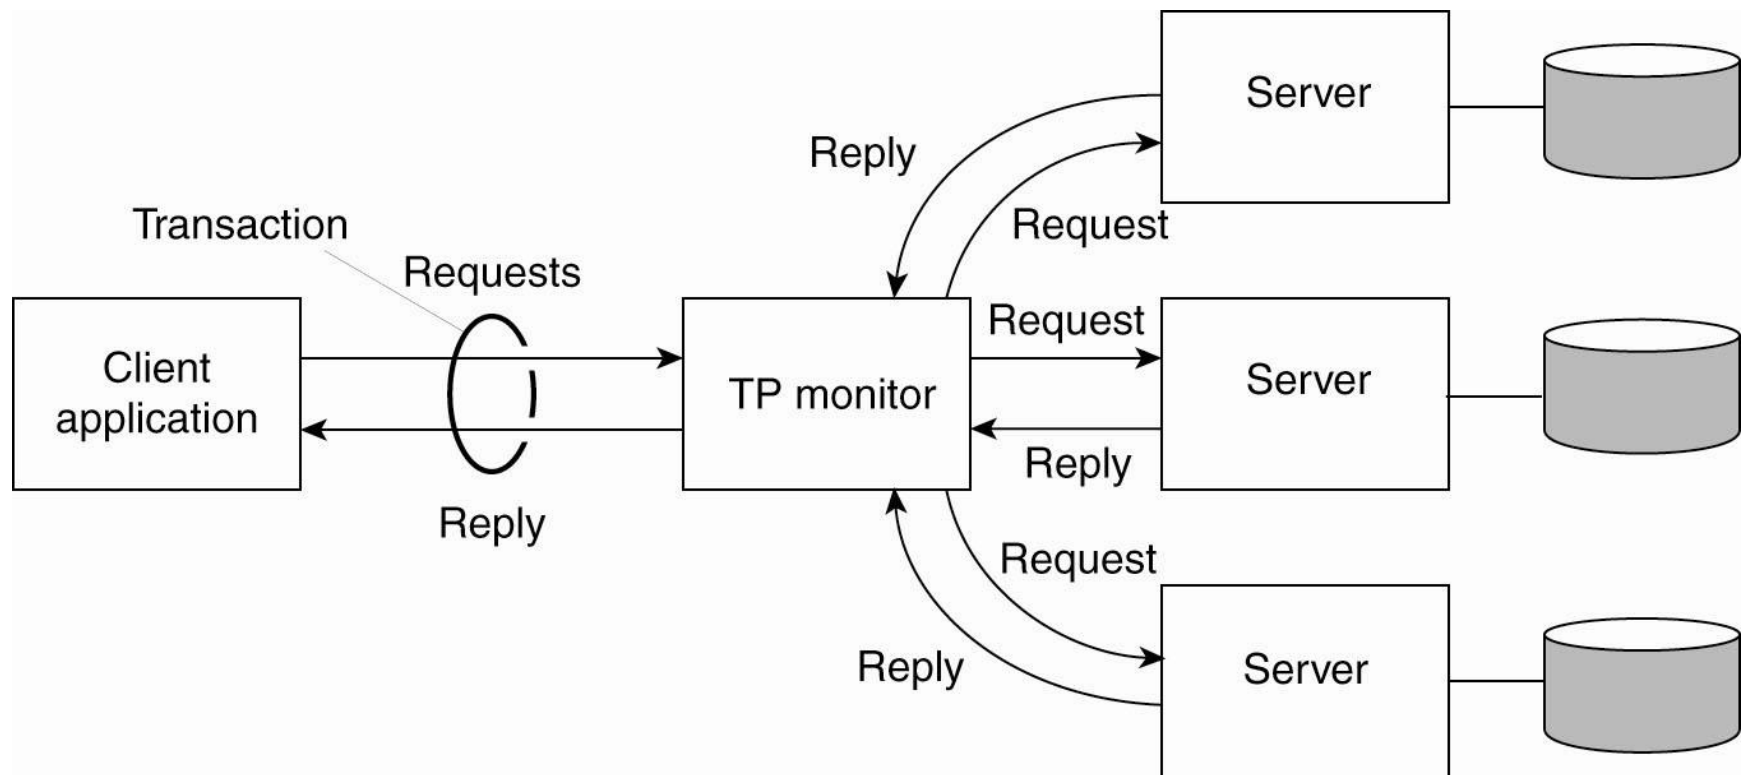 Server
Reply
Transaction
Request
Requests
Request
Client
application
TP monitor
Server
Reply
Reply
Request
Reply
Server